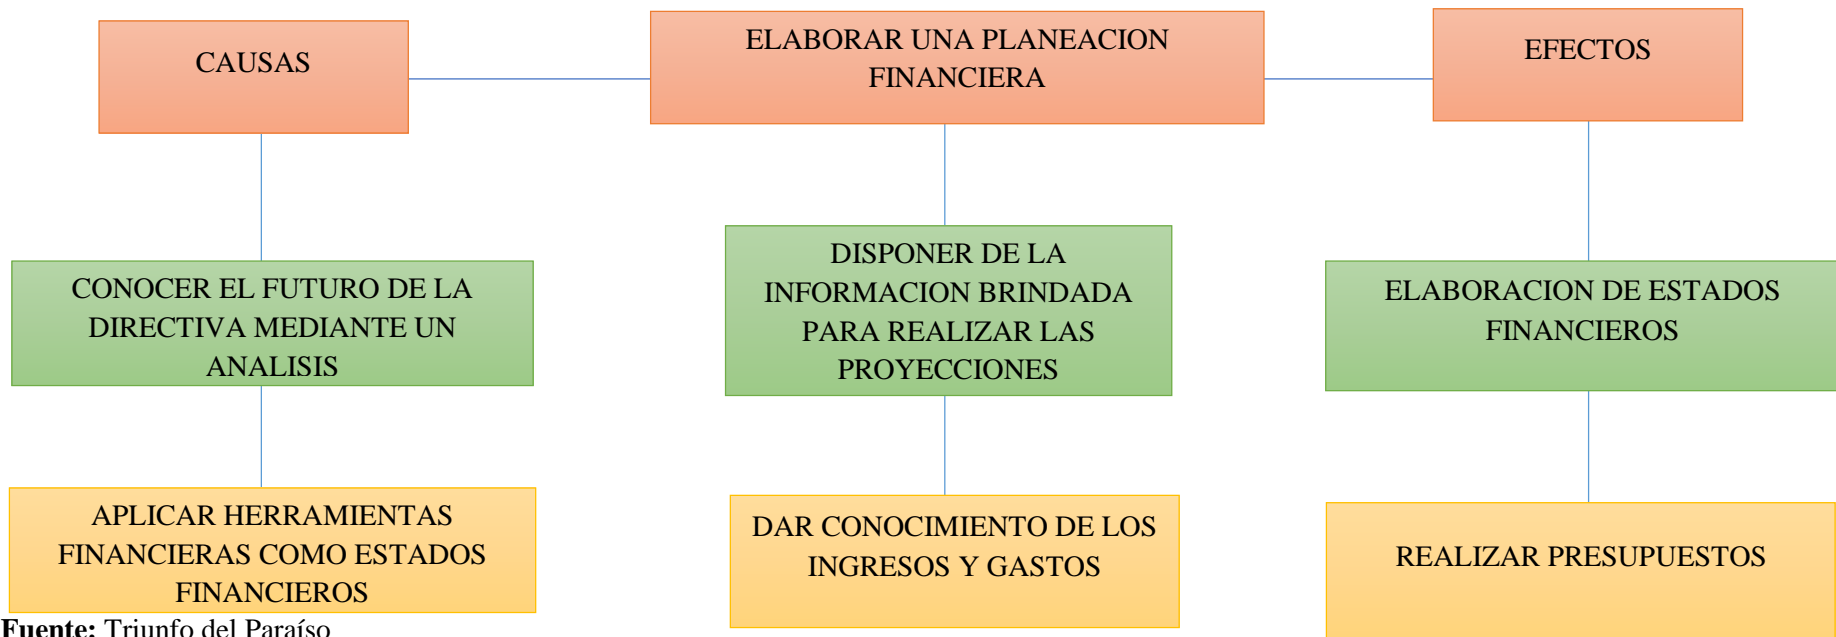 CAUSAS
ELABORAR UNA PLANEACION
FINANCIERA
EFECTOS
CONOCER EL FUTURO DE LA
DIRECTIVA MEDIANTE UN
ANALISIS
DISPONER DE LA
INFORMACION BRINDADA
PARA REALIZAR LAS
PROYECCIONES
ELABORACION DE ESTADOS
FINANCIEROS
APLICAR HERRAMIENTAS
FINANCIERAS COMO ESTADOS
FINANCIEROS
DAR CONOCIMIENTO DE LOS
INGRESOS Y GASTOS
REALIZAR PRESUPUESTOS
Fuente: Triunfo del Paraíso